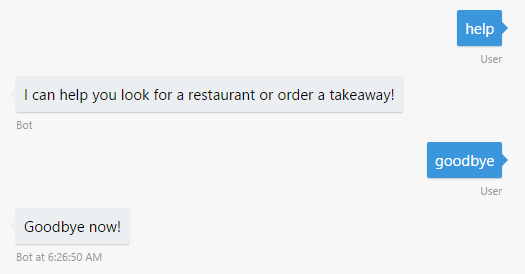 help
User
I can help you look for a restaurant or order a takeaway!
Bot
goodbye
User
Goodbye now!
Bot at 6:26:50 AM